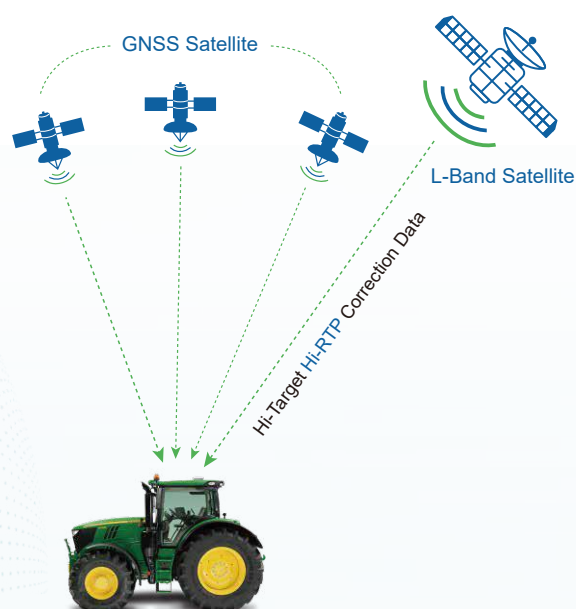 GNSS Satellite
L-Band Satellite
Hi-Target Hi-RTP Correction Data